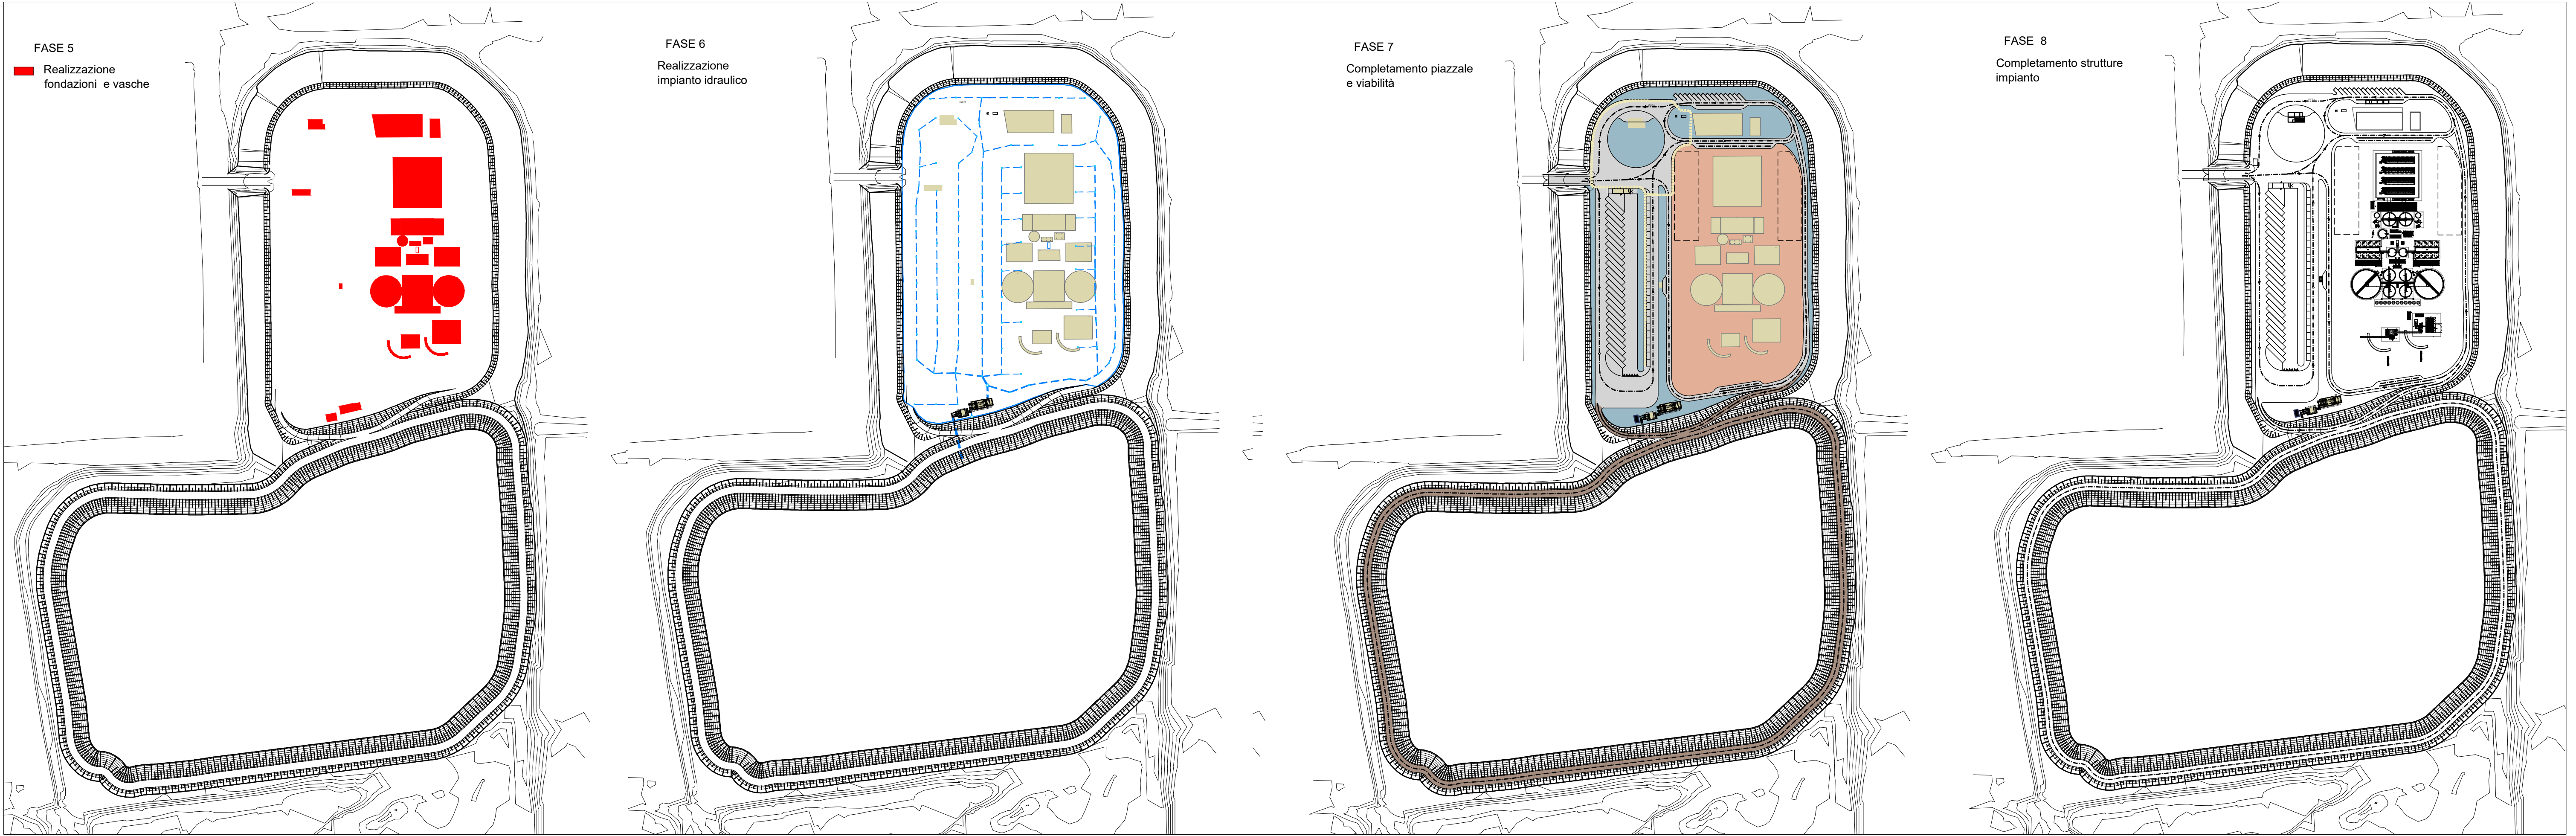 FASE 5
Realizzazione
fondazioni e vasche
FASE 6
Realizzazione
impianto idraulico
FASE 7
Completamento piazzale
e viabilità
FASE 8
Completamento strutture
impianto